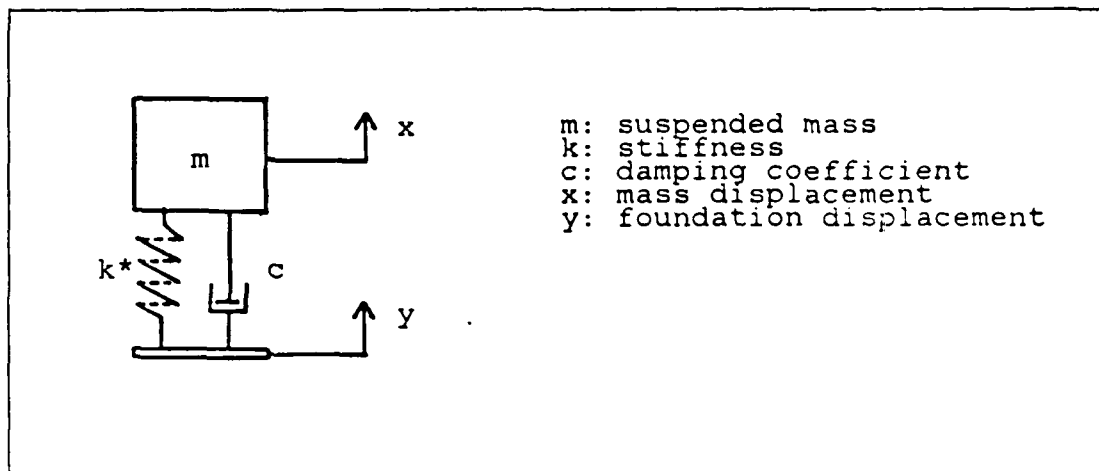 m
x
k*
c
y
m: suspended mass
k: stiffness
c: damping coefficient
x: mass displacement
y: foundation displacement